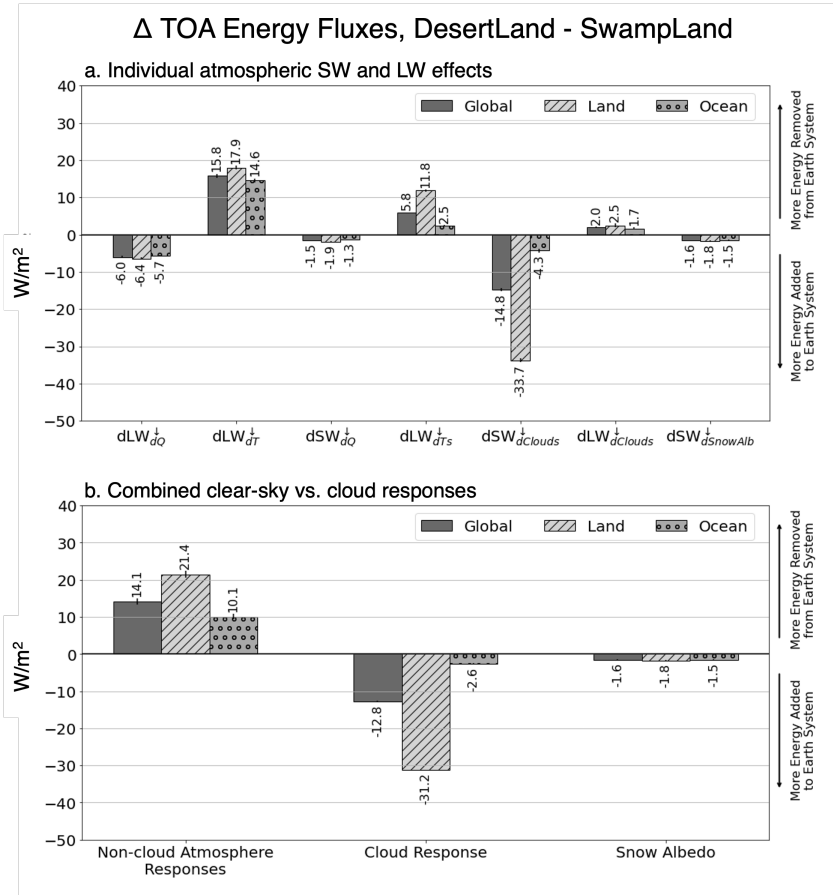 Δ TOA Energy Fluxes, DesertLand - SwampLand
a. Individual atmospheric SW and LW effects
Global Land Ocean
40
30
20
10
0
−10
−20
−30
−40
−50
W/m²
-6.0 -6.4 -5.7
15.8 17.9 14.6
-1.5 -1.9 -1.3
5.8 11.8 2.5
-14.8 -33.7 -4.3
2.0 2.5 1.7
-1.6 -1.8 -1.5
dLW↓dQ dLW↓dT dSW↓dQ dLW↓dTs dSW↓dClouds dLW↓dClouds dSW↓dSnowAlb
More Energy Removed
from Earth System
More Energy Added
to Earth System
b. Combined clear-sky vs. cloud responses
Global Land Ocean
40
30
20
10
0
−10
−20
−30
−40
−50
W/m²
14.1 21.4 10.1
-12.8 -31.2 -2.6
-1.6 -1.8 -1.5
Non-cloud Atmosphere
Responses
Cloud Response
Snow Albedo
More Energy Removed
from Earth System
More Energy Added
to Earth System